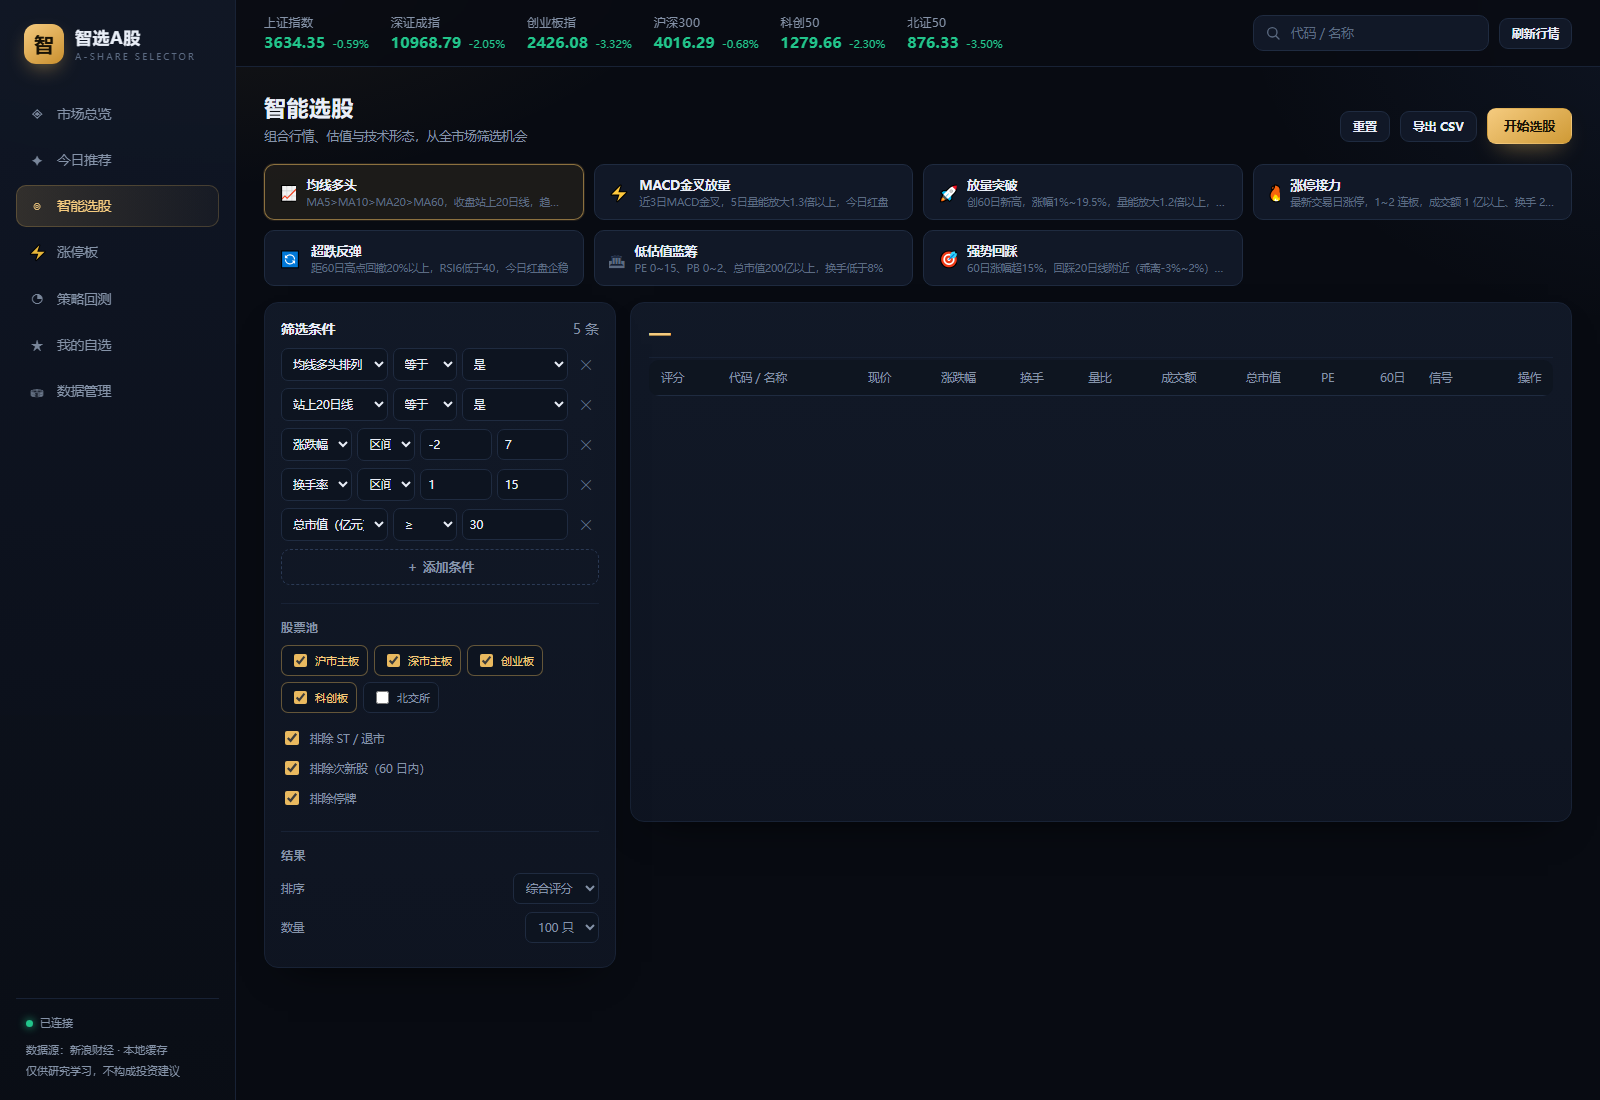 智
智选A股
A-SHARE SELECTOR
市场总览
今日推荐
智能选股
涨停板
策略回测
我的自选
数据管理
已连接
数据源：新浪财经 · 本地缓存
仅供研究学习，不构成投资建议
上证指数
3634.35 -0.59%
深证成指
10968.79 -2.05%
创业板指
2426.08 -3.32%
沪深300
4016.29 -0.68%
科创50
1279.66 -2.30%
北证50
876.33 -3.50%
代码 / 名称
刷新行情
智能选股
组合行情、估值与技术形态，从全市场筛选机会
重置
导出 CSV
开始选股
均线多头
MA5>MA10>MA20>MA60，收盘站上20日线，趋...
MACD金叉放量
近3日MACD金叉，5日量能放大1.3倍以上，今日红盘
放量突破
创60日新高，涨幅1%~19.5%，量能放大1.2倍以上，...
涨停接力
最新交易日涨停，1~2 连板，成交额 1 亿以上、换手 2...
超跌反弹
距60日高点回撤20%以上，RSI6低于40，今日红盘企稳
低估值蓝筹
PE 0~15、PB 0~2、总市值200亿以上，换手低于8%
强势回踩
60日涨幅超15%，回踩20日线附近（乖离-3%~2%）...
筛选条件
5 条
均线多头排列 等于 是
站上20日线 等于 是
涨跌幅 区间 -2 7
换手率 区间 1 15
总市值（亿元 ≥ 30
+ 添加条件
股票池
沪市主板 深市主板 创业板
科创板 北交所
排除 ST / 退市
排除次新股（60 日内）
排除停牌
结果
排序 综合评分
数量 100 只
评分 代码 / 名称 现价 涨跌幅 换手 量比 成交额 总市值 PE 60日 信号 操作